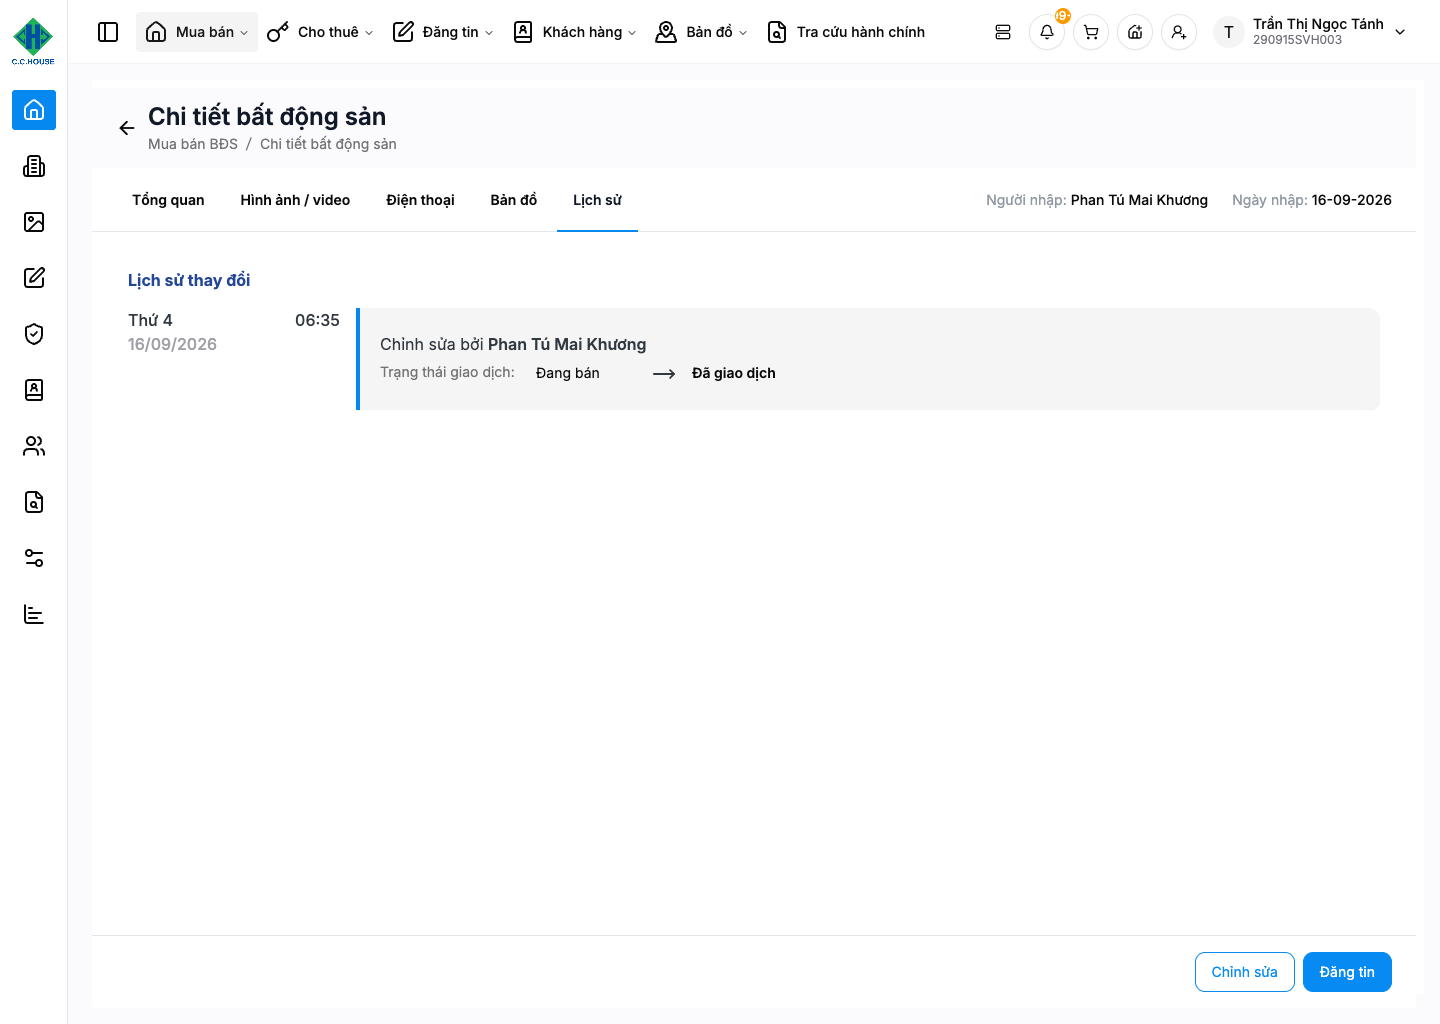 C.C.HOUSE
Mua bán
Cho thuê
Đăng tin
Khách hàng
Bản đồ
Tra cứu hành chính
T
Trần Thị Ngọc Tánh
290915SVH003
Chi tiết bất động sản
Mua bán BĐS / Chi tiết bất động sản
Tổng quan
Hình ảnh / video
Điện thoại
Bản đồ
Lịch sử
Người nhập: Phan Tú Mai Khương
Ngày nhập: 16-09-2026
Lịch sử thay đổi
Thứ 4 06:35
16/09/2026
Chỉnh sửa bởi Phan Tú Mai Khương
Trạng thái giao dịch: Đang bán → Đã giao dịch
Chỉnh sửa
Đăng tin